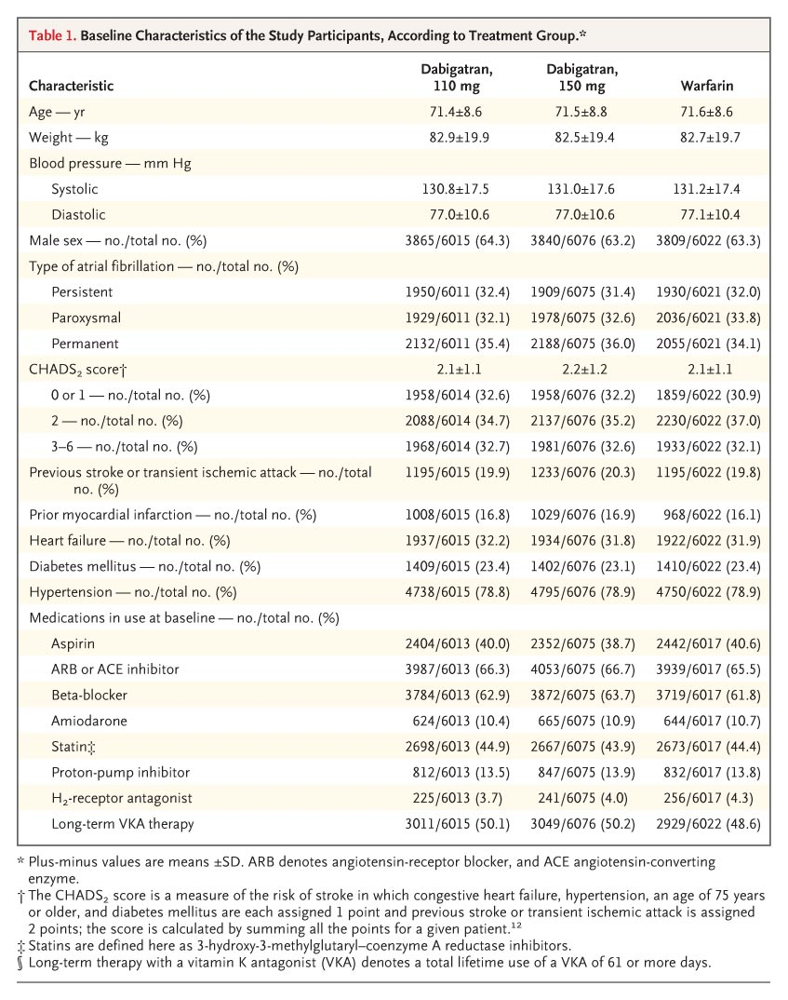 Table 1. Baseline Characteristics of the Study Participants, According to Treatment Group.*
Characteristic Dabigatran, 110 mg Dabigatran, 150 mg Warfarin
Age — yr 71.4±8.6 71.5±8.8 71.6±8.6
Weight — kg 82.9±19.9 82.5±19.4 82.7±19.7
Blood pressure — mm Hg
Systolic 130.8±17.5 131.0±17.6 131.2±17.4
Diastolic 77.0±10.6 77.0±10.6 77.1±10.4
Male sex — no./total no. (%) 3865/6015 (64.3) 3840/6076 (63.2) 3809/6022 (63.3)
Type of atrial fibrillation — no./total no. (%)
Persistent 1950/6011 (32.4) 1909/6075 (31.4) 1930/6021 (32.0)
Paroxysmal 1929/6011 (32.1) 1978/6075 (32.6) 2036/6021 (33.8)
Permanent 2132/6011 (35.4) 2188/6075 (36.0) 2055/6021 (34.1)
CHADS₂ score† 2.1±1.1 2.2±1.2 2.1±1.1
0 or 1 — no./total no. (%) 1958/6014 (32.6) 1958/6076 (32.2) 1859/6022 (30.9)
2 — no./total no. (%) 2088/6014 (34.7) 2137/6076 (35.2) 2230/6022 (37.0)
3–6 — no./total no. (%) 1968/6014 (32.7) 1981/6076 (32.6) 1933/6022 (32.1)
Previous stroke or transient ischemic attack — no./total 1195/6015 (19.9) 1233/6076 (20.3) 1195/6022 (19.8)
no. (%)
Prior myocardial infarction — no./total no. (%) 1008/6015 (16.8) 1029/6076 (16.9) 968/6022 (16.1)
Heart failure — no./total no. (%) 1937/6015 (32.2) 1934/6076 (31.8) 1922/6022 (31.9)
Diabetes mellitus — no./total no. (%) 1409/6015 (23.4) 1402/6076 (23.1) 1410/6022 (23.4)
Hypertension — no./total no. (%) 4738/6015 (78.8) 4795/6076 (78.9) 4750/6022 (78.9)
Medications in use at baseline — no./total no. (%)
Aspirin 2404/6013 (40.0) 2352/6075 (38.7) 2442/6017 (40.6)
ARB or ACE inhibitor 3987/6013 (66.3) 4053/6075 (66.7) 3939/6017 (65.5)
Beta-blocker 3784/6013 (62.9) 3872/6075 (63.7) 3719/6017 (61.8)
Amiodarone 624/6013 (10.4) 665/6075 (10.9) 644/6017 (10.7)
Statin‡ 2698/6013 (44.9) 2667/6075 (43.9) 2673/6017 (44.4)
Proton-pump inhibitor 812/6013 (13.5) 847/6075 (13.9) 832/6017 (13.8)
H₂-receptor antagonist 225/6013 (3.7) 241/6075 (4.0) 256/6017 (4.3)
Long-term VKA therapy 3011/6015 (50.1) 3049/6076 (50.2) 2929/6022 (48.6)
* Plus-minus values are means ±SD. ARB denotes angiotensin-receptor blocker, and ACE angiotensin-converting
enzyme.
† The CHADS₂ score is a measure of the risk of stroke in which congestive heart failure, hypertension, an age of 75 years
or older, and diabetes mellitus are each assigned 1 point and previous stroke or transient ischemic attack is assigned
2 points; the score is calculated by summing all the points for a given patient.¹²
‡ Statins are defined here as 3-hydroxy-3-methylglutaryl–coenzyme A reductase inhibitors.
§ Long-term therapy with a vitamin K antagonist (VKA) denotes a total lifetime use of a VKA of 61 or more days.